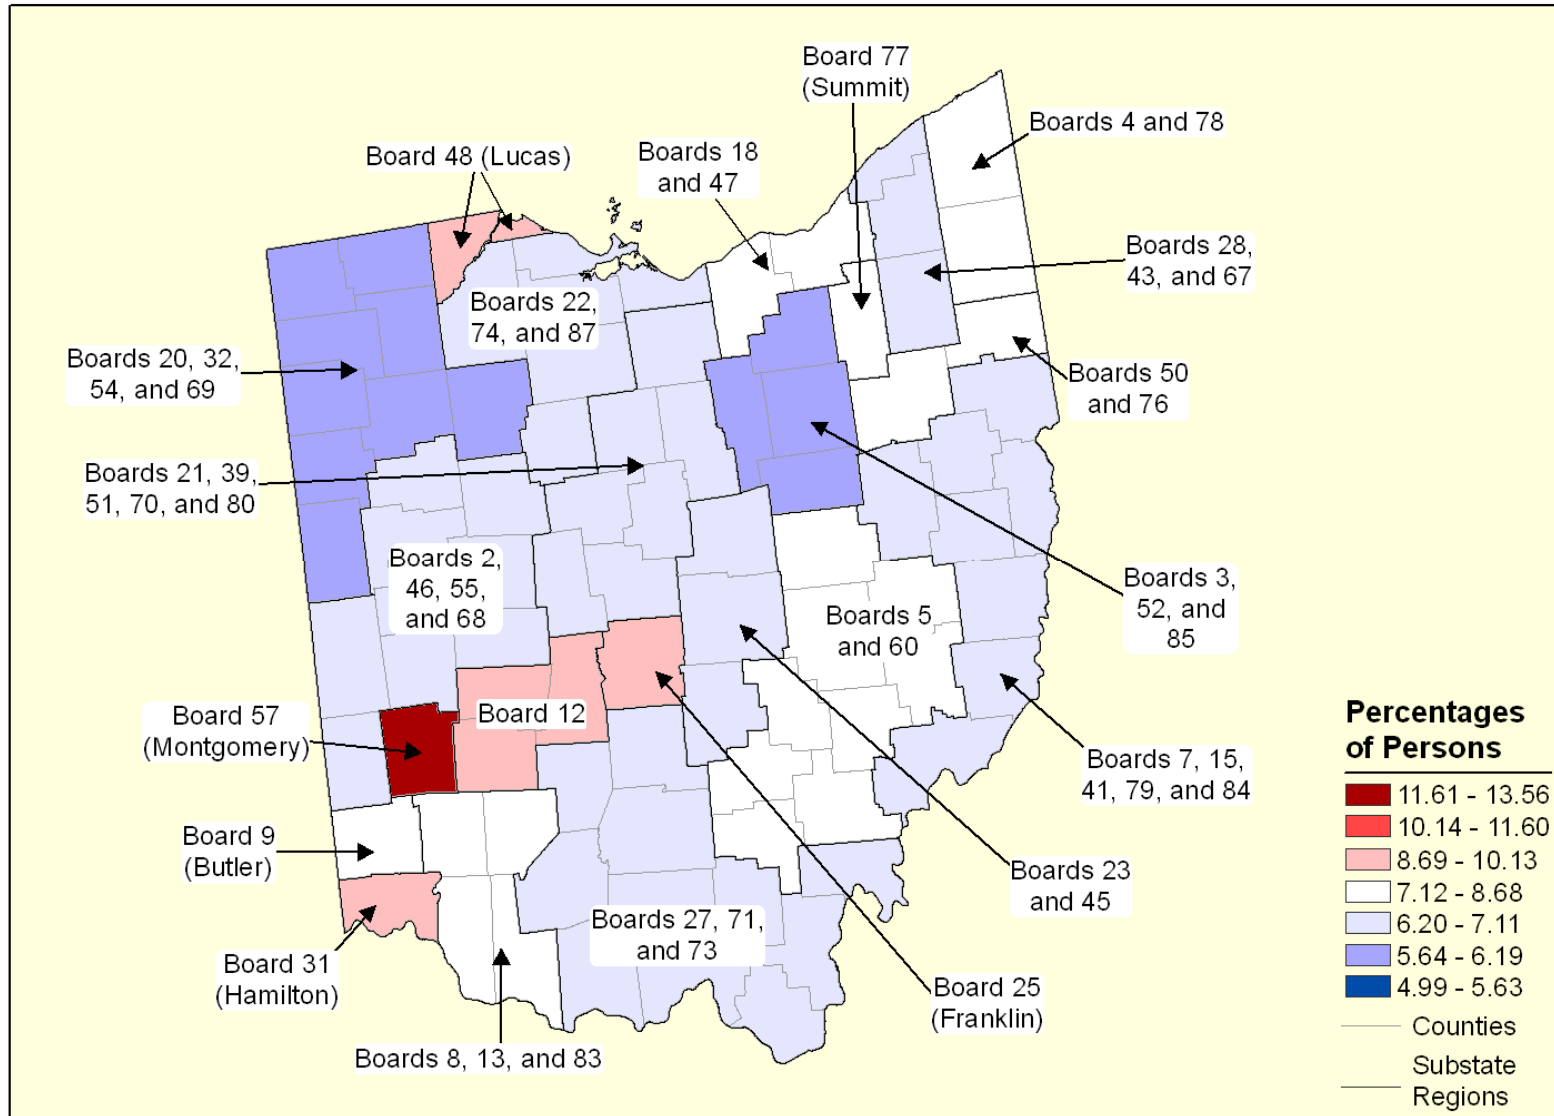 Board 77
(Summit)
Boards 4 and 78
Board 48 (Lucas)
Boards 18
and 47
Boards 28,
43, and 67
Boards 22,
74, and 87
Boards 20, 32,
54, and 69
Boards 50
and 76
Boards 21, 39,
51, 70, and 80
Boards 2,
46, 55,
and 68
Boards 3,
52, and
85
Boards 5
and 60
Board 57
(Montgomery)
Board 12
Boards 7, 15,
41, 79, and 84
Board 9
(Butler)
Boards 23
and 45
Boards 27, 71,
and 73
Board 31
(Hamilton)
Board 25
(Franklin)
Boards 8, 13, and 83
Percentages
of Persons
11.61 - 13.56
10.14 - 11.60
8.69 - 10.13
7.12 - 8.68
6.20 - 7.11
5.64 - 6.19
4.99 - 5.63
Counties
Substate
Regions